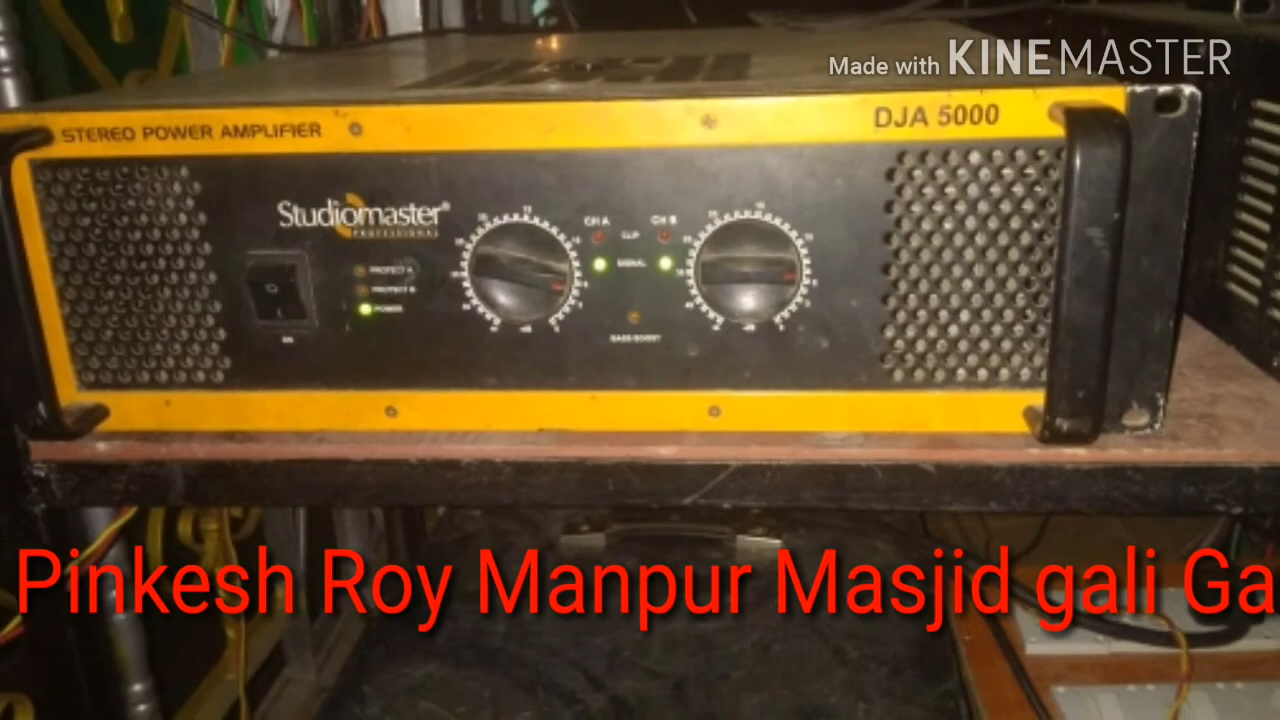 Made with KINEMASTER
STEREO POWER AMPLIFIER
DJA 5000
Studiomaster®
PROFESSIONAL
CH A
CH B
CLIP
PROTECT A
SIGNAL
PROTECT B
POWER
BASS BOOST
Pinkesh Roy Manpur Masjid gali Ga